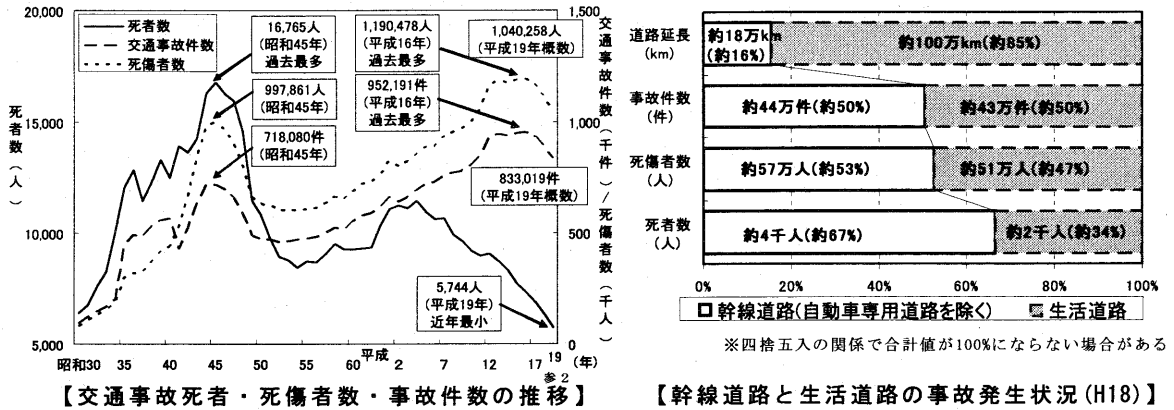 20,000
15,000
10,000
5,000
死者数(人)
死者数
交通事故件数
死傷者数
16,765人
(昭和45年)
過去最多
997,861人
(昭和45年)
718,080件
(昭和45年)
1,190,478人
(平成16年)
過去最多
952,191件
(平成16年)
過去最多
1,040,258人
(平成19年概数)
833,019件
(平成19年概数)
5,744人
(平成19年)
近年最小
1,500
1,000
500
0
交通事故件数(千件)/死傷者数(千人)
昭和30 35 40 45 50 55 60 平成 2 7 12 17 19 (年)
参2
【交通事故死者・死傷者数・事故件数の推移】
道路延長
(km)
約18万km
(約16%)
約100万km(約85%)
事故件数
(件)
約44万件(約50%)
約43万件(約50%)
死傷者数
(人)
約57万人(約53%)
約51万人(約47%)
死者数
(人)
約4千人(約67%)
約2千人(約34%)
0% 20% 40% 60% 80% 100%
幹線道路(自動車専用道路を除く) 生活道路
※四捨五入の関係で合計値が100%にならない場合がある
【幹線道路と生活道路の事故発生状況(H18)】